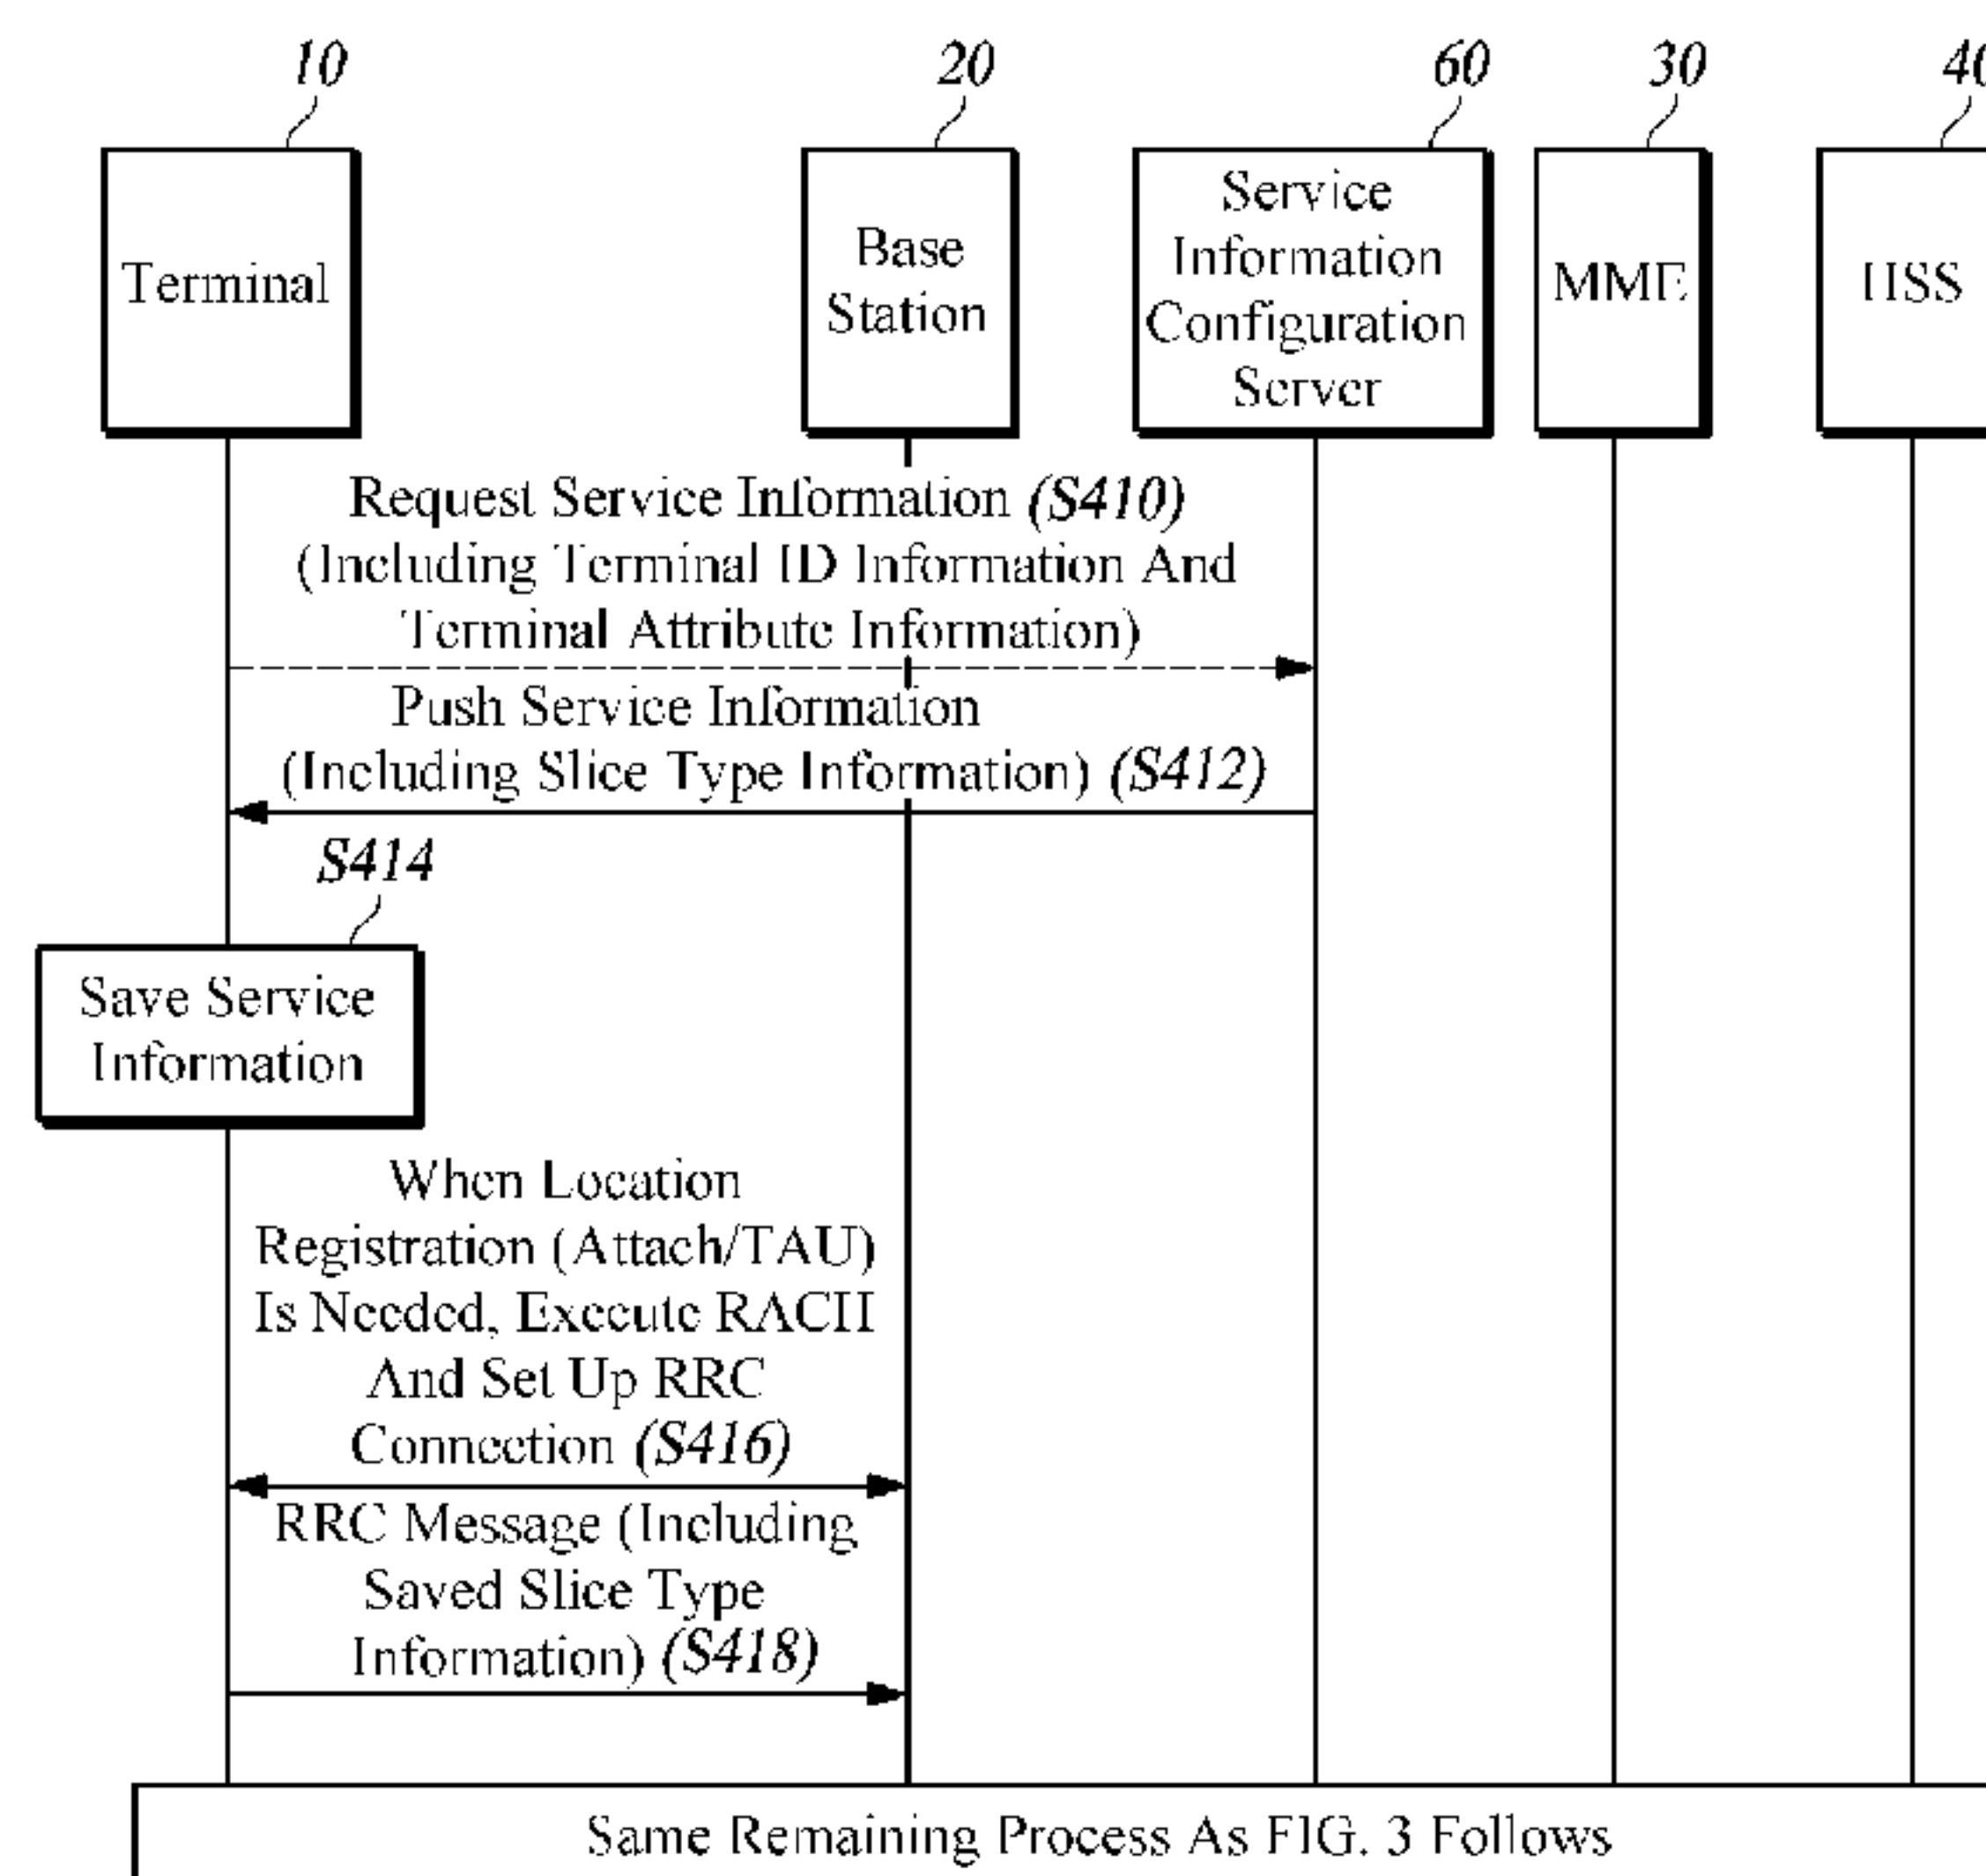 10
20
60
30
40
Terminal
Base
Station
Service
Information
Configuration
Server
MME
HSS
Request Service Information (S410)
(Including Terminal ID Information And
Terminal Attribute Information)
Push Service Information
(Including Slice Type Information) (S412)
S414
Save Service
Information
When Location
Registration (Attach/TAU)
Is Needed, Execute RACH
And Set Up RRC
Connection (S416)
RRC Message (Including
Saved Slice Type
Information) (S418)
Same Remaining Process As FIG. 3 Follows